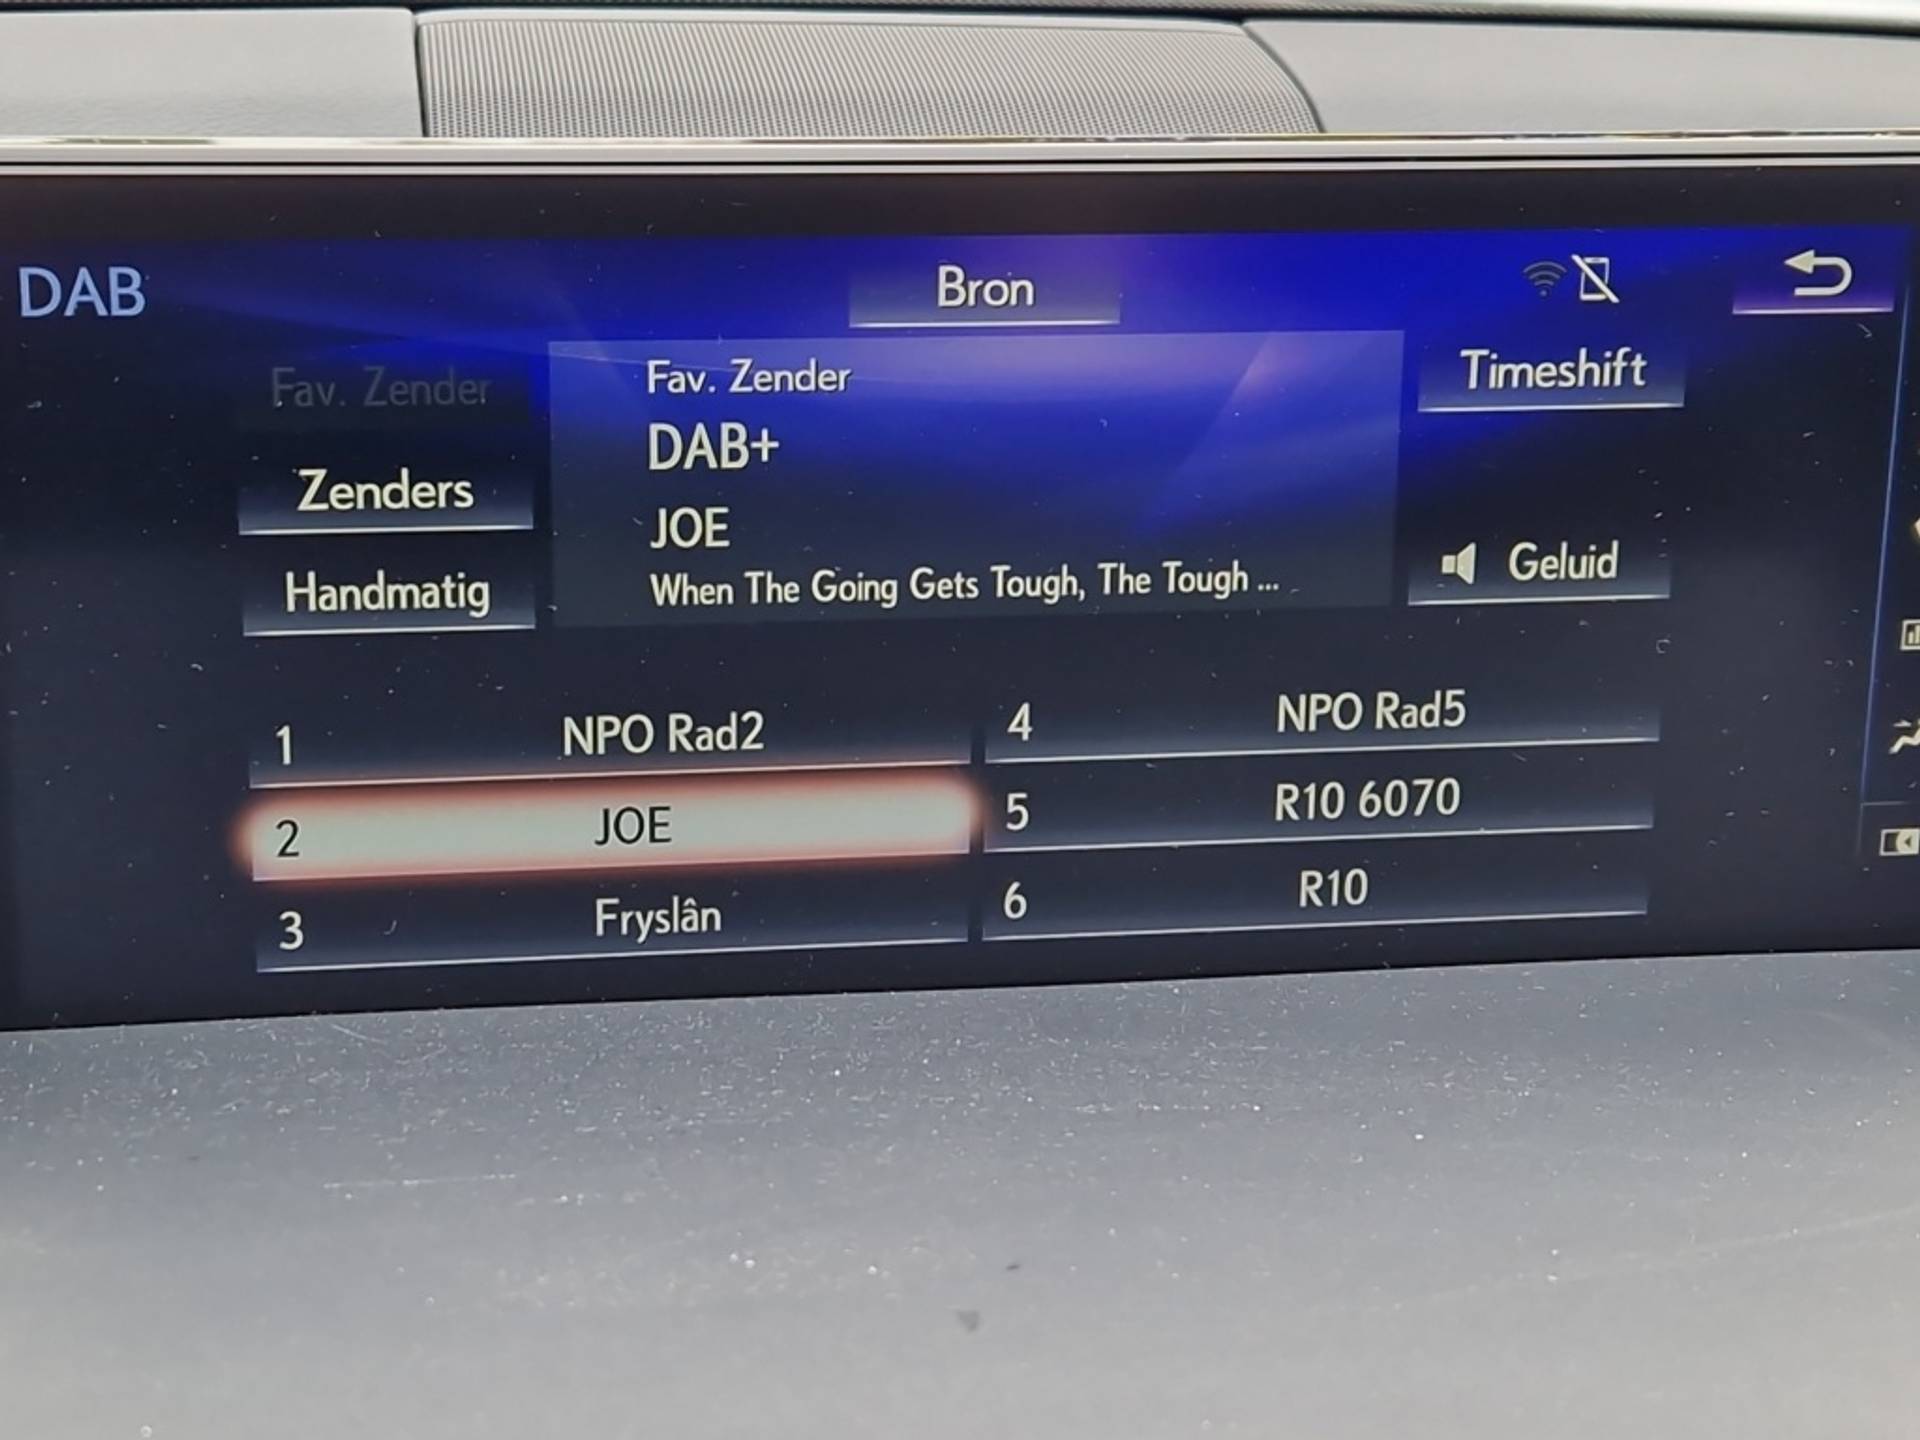 DAB
Bron
Fav. Zender
Zenders
Handmatig
Fav. Zender
DAB+
JOE
When The Going Gets Tough, The Tough ...
Timeshift
Geluid
1 NPO Rad2
2 JOE
3 Fryslân
4 NPO Rad5
5 R10 6070
6 R10